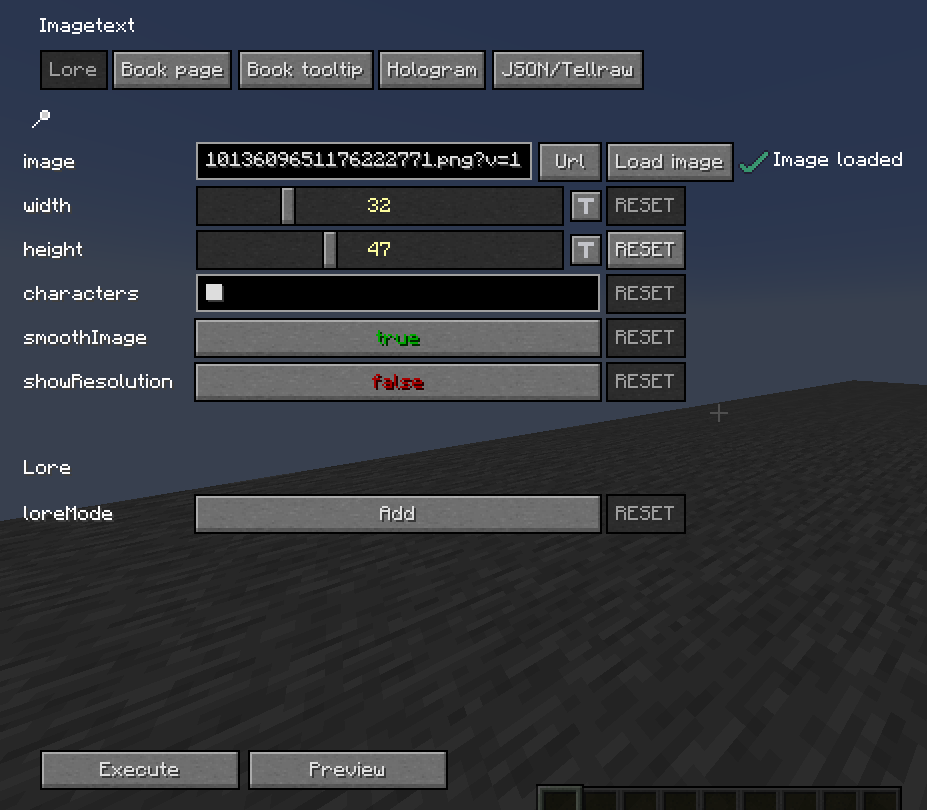 Imagetext
Lore Book page Book tooltip Hologram JSON/Tellraw
image 1013609651176222771.png?v=1 Url Load image Image loaded
width 32 T RESET
height 47 T RESET
characters RESET
smoothImage true RESET
showResolution false RESET
Lore
loreMode Add RESET
Execute Preview